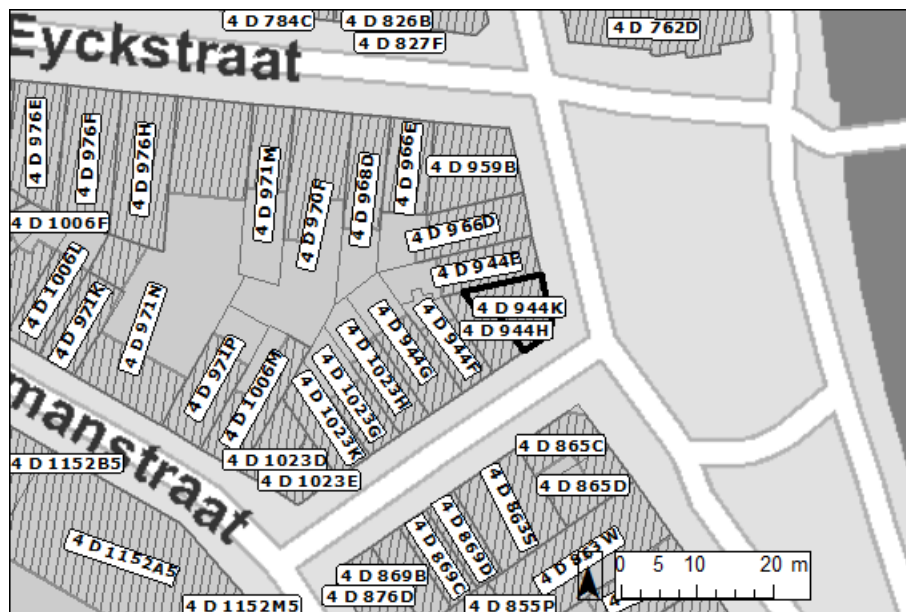 4 D 784C
4 D 826B
4 D 827F
4 D 762D
Eyckstraat
4 D 976E
4 D 976F
4 D 976H
4 D 971M
4 D 970F
4 D 968D
4 D 966E
4 D 959B
4 D 966D
4 D 1006F
4 D 944E
4 D 944K
4 D 944H
4 D 1006L
4 D 971K
4 D 971N
4 D 971P
4 D 1006M
4 D 1023K
4 D 1023G
4 D 1023H
4 D 944G
4 D 944F
manstraat
4 D 1023D
4 D 1023E
4 D 1152B5
4 D 1152A5
4 D 1152M5
4 D 865C
4 D 865D
4 D 863S
4 D 869D
4 D 869C
4 D 863W
4 D 869B
4 D 876D
4 D 855P
4
0 5 10 20 m